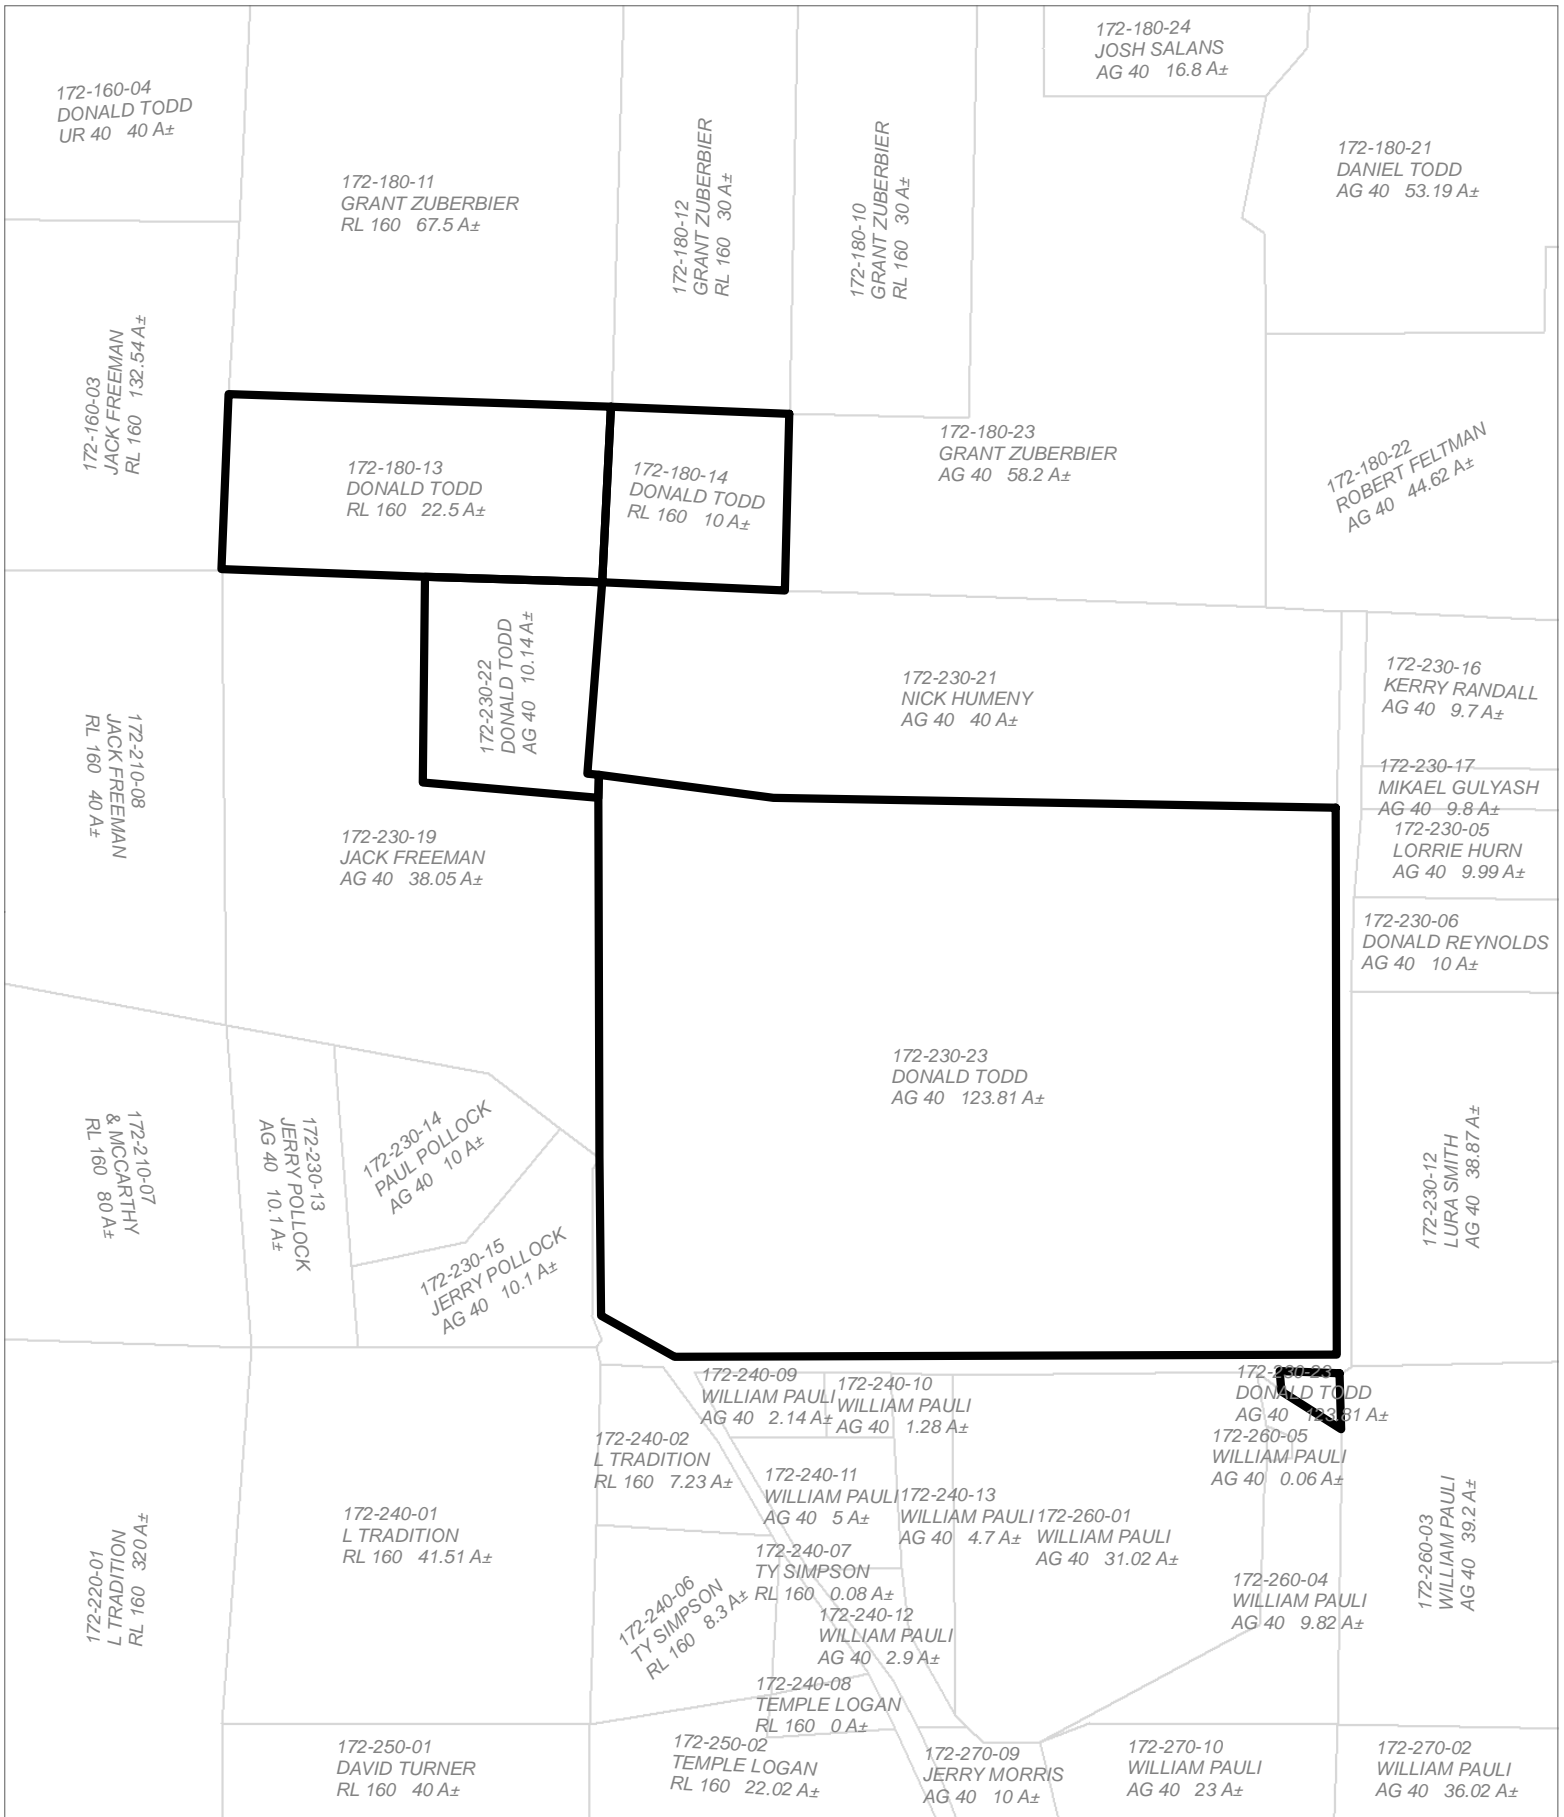 172-180-24
JOSH SALANS
AG 40 16.8 A±
172-160-04
DONALD TODD
UR 40 40 A±
172-180-11
GRANT ZUBERBIER
RL 160 67.5 A±
172-180-12
GRANT ZUBERBIER
RL 160 30 A±
172-180-10
GRANT ZUBERBIER
RL 160 30 A±
172-180-21
DANIEL TODD
AG 40 53.19 A±
172-160-03
JACK FREEMAN
RL 160 132.54 A±
172-180-13
DONALD TODD
RL 160 22.5 A±
172-180-14
DONALD TODD
RL 160 10 A±
172-180-23
GRANT ZUBERBIER
AG 40 58.2 A±
172-180-22
ROBERT FELTMAN
AG 40 44.62 A±
172-230-22
DONALD TODD
AG 40 10.14 A±
172-230-21
NICK HUMENY
AG 40 40 A±
172-230-16
KERRY RANDALL
AG 40 9.7 A±
172-210-08
JACK FREEMAN
RL 160 40 A±
172-230-17
MIKAEL GULYASH
AG 40 9.8 A±
172-230-19
JACK FREEMAN
AG 40 38.05 A±
172-230-05
LORRIE HURN
AG 40 9.99 A±
172-230-06
DONALD REYNOLDS
AG 40 10 A±
172-230-23
DONALD TODD
AG 40 123.81 A±
172-210-07
& MCCARTHY
RL 160 80 A±
172-230-13
JERRY POLLOCK
AG 40 10.1 A±
172-230-14
PAUL POLLOCK
AG 40 10 A±
172-230-12
LURA SMITH
AG 40 38.87 A±
172-230-15
JERRY POLLOCK
AG 40 10.1 A±
172-240-09
WILLIAM PAULI
AG 40 2.14 A±
172-240-10
WILLIAM PAULI
AG 40 1.28 A±
172-230-23
DONALD TODD
AG 40 123.81 A±
172-240-02
L TRADITION
RL 160 7.23 A±
172-260-05
WILLIAM PAULI
AG 40 0.06 A±
172-240-11
WILLIAM PAULI
AG 40 5 A±
172-240-13
WILLIAM PAULI
AG 40 4.7 A±
172-260-01
WILLIAM PAULI
AG 40 31.02 A±
172-260-03
WILLIAM PAULI
AG 40 39.2 A±
172-220-01
L TRADITION
RL 160 320 A±
172-240-01
L TRADITION
RL 160 41.51 A±
172-240-07
TY SIMPSON
RL 160 0.08 A±
172-240-06
TY SIMPSON
RL 160 8.3 A±
172-260-04
WILLIAM PAULI
AG 40 9.82 A±
172-240-12
WILLIAM PAULI
AG 40 2.9 A±
172-240-08
TEMPLE LOGAN
RL 160 0 A±
172-250-01
DAVID TURNER
RL 160 40 A±
172-250-02
TEMPLE LOGAN
RL 160 22.02 A±
172-270-09
JERRY MORRIS
AG 40 10 A±
172-270-10
WILLIAM PAULI
AG 40 23 A±
172-270-02
WILLIAM PAULI
AG 40 36.02 A±